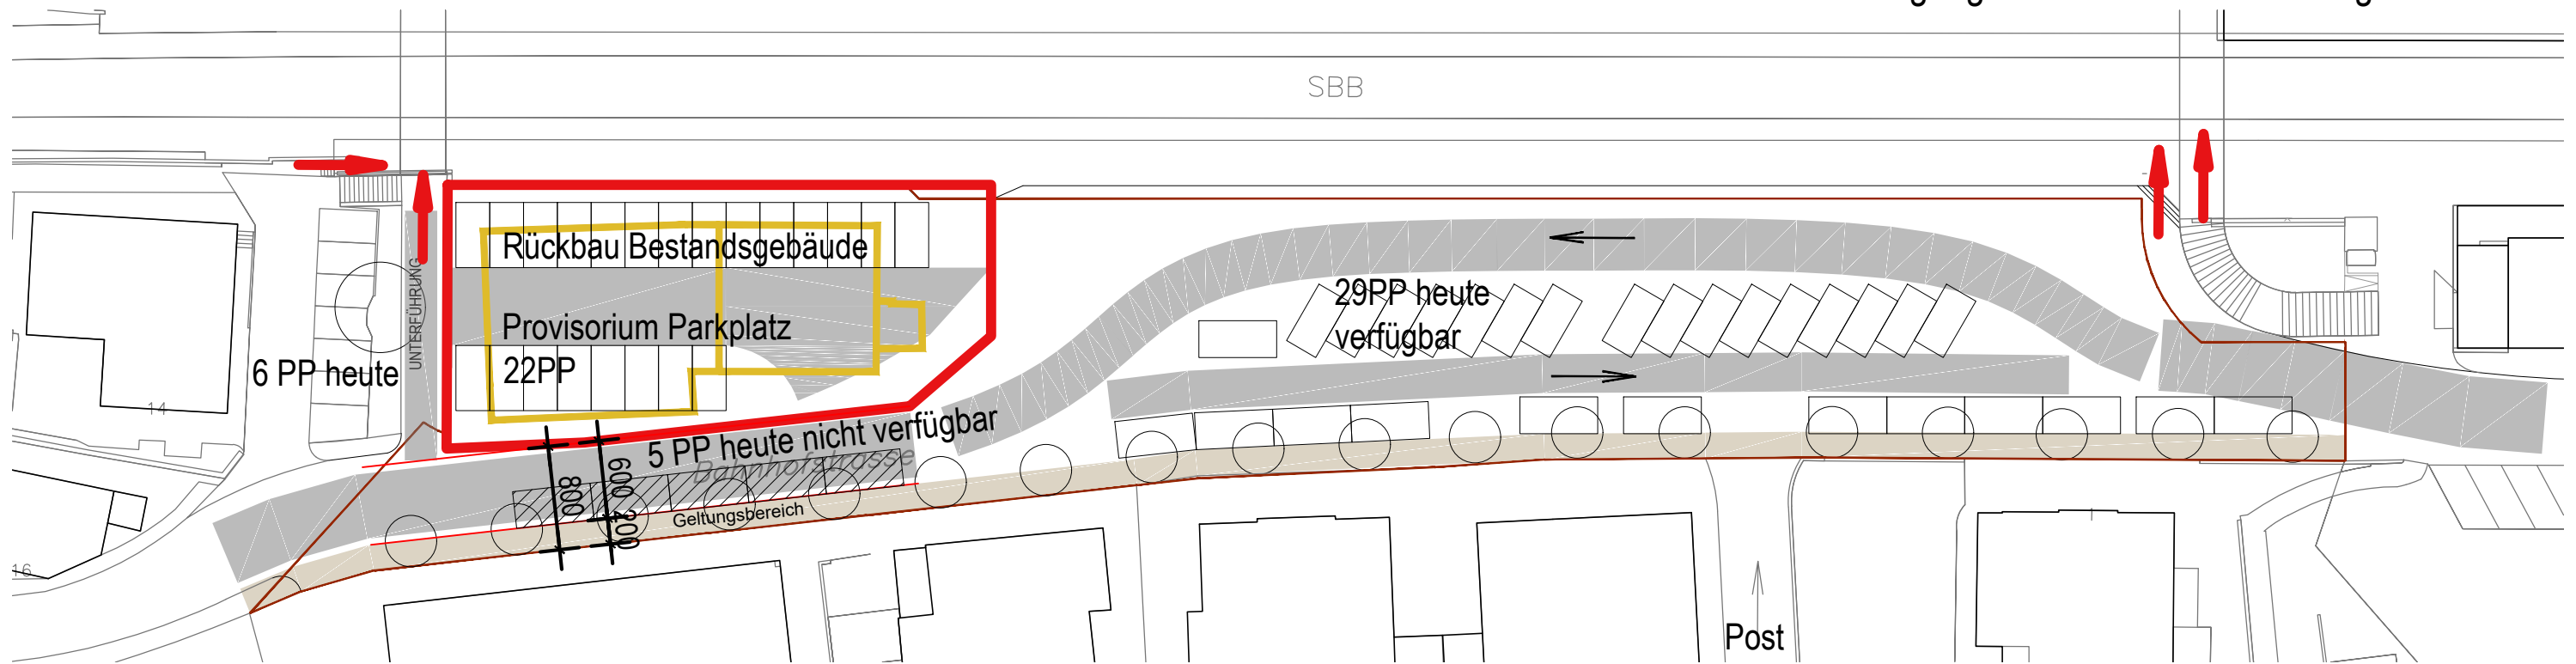 SBB
Rückbau Bestandsgebäude
UNTERFÜHRUNG
29PP heute
verfügbar
Provisorium Parkplatz
22PP
6 PP heute
14
5 PP heute nicht verfügbar
Bahnhofstrasse
600
800
200
Geltungsbereich
1
16
Post